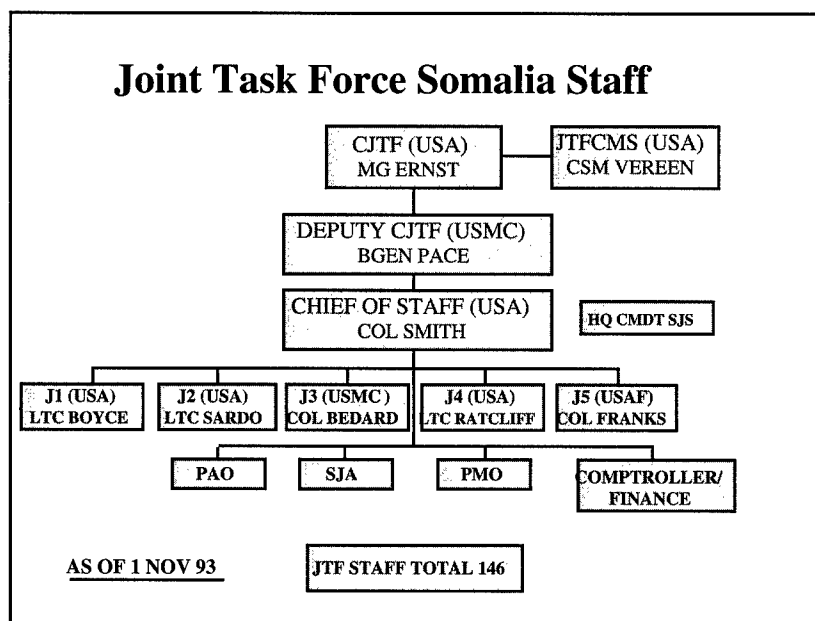 Joint Task Force Somalia Staff
CJTF (USA)
MG ERNST
JTFCMS (USA)
CSM VEREEN
DEPUTY CJTF (USMC)
BGEN PACE
CHIEF OF STAFF (USA)
COL SMITH
HQ CMDT SJS
J1 (USA)
LTC BOYCE
J2 (USA)
LTC SARDO
J3 (USMC )
COL BEDARD
J4 (USA)
LTC RATCLIFF
J5 (USAF)
COL FRANKS
PAO
SJA
PMO
COMPTROLLER/
FINANCE
AS OF 1 NOV 93
JTF STAFF TOTAL 146